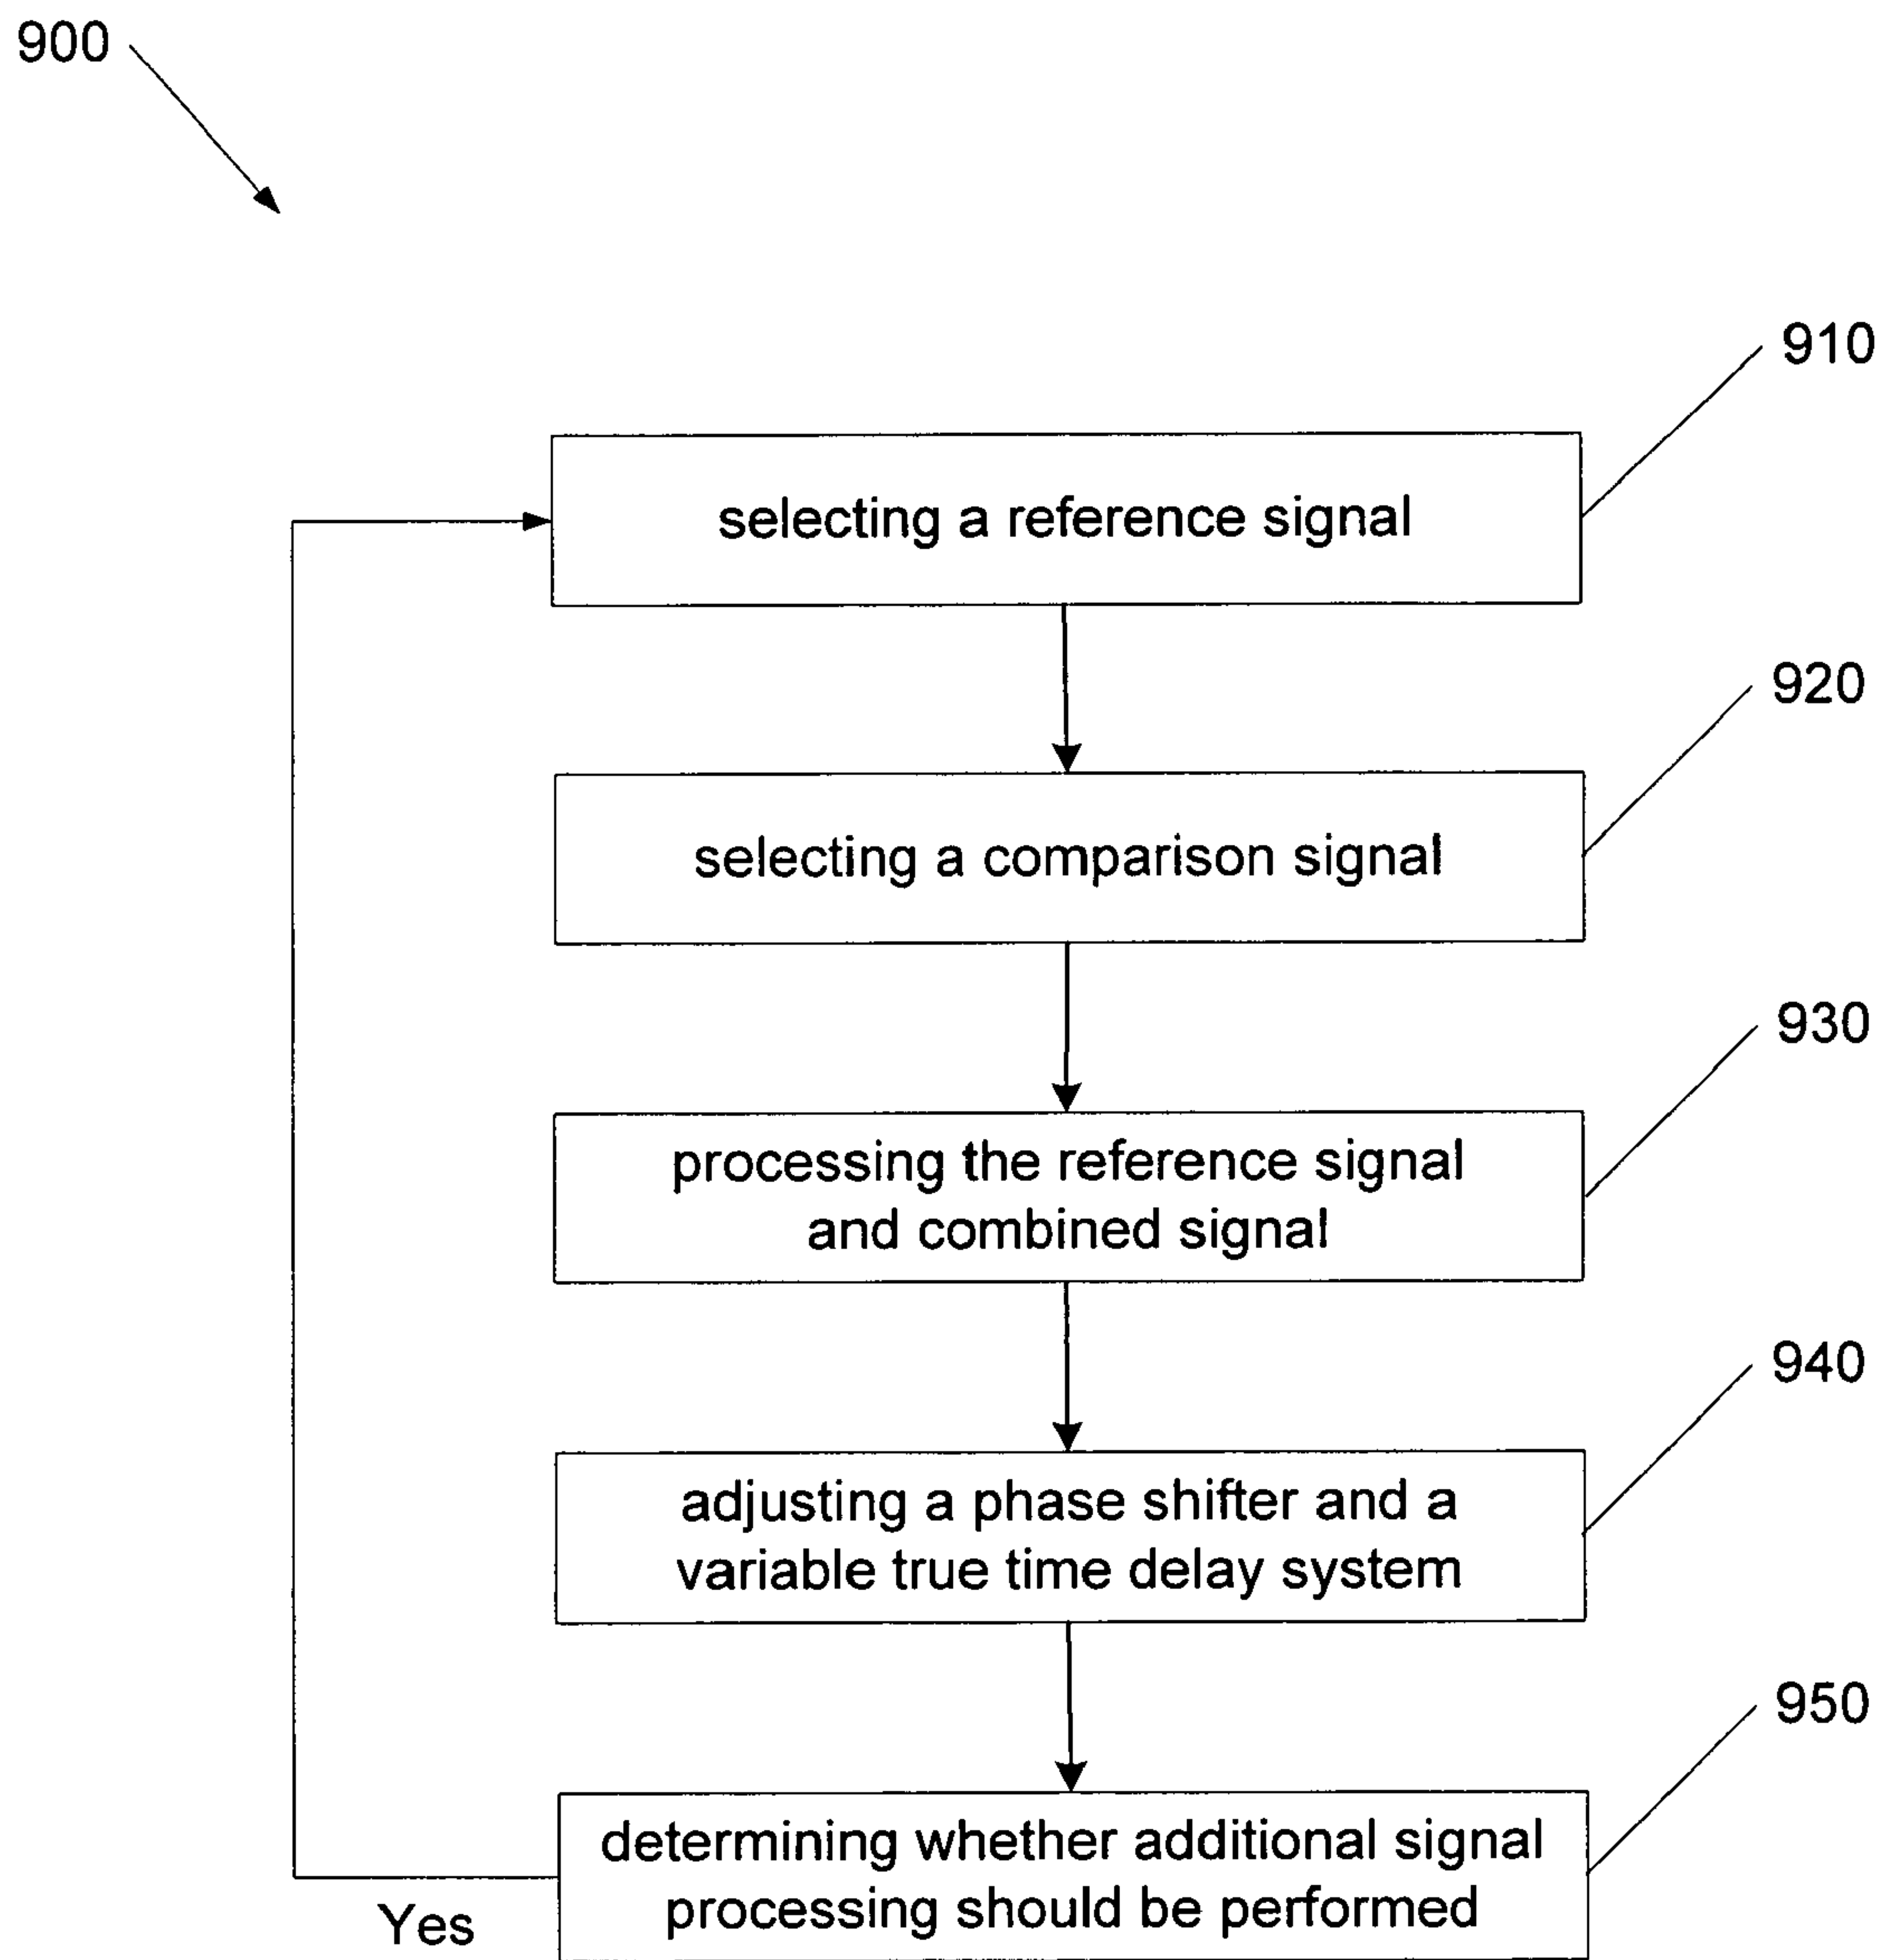 900
910
selecting a reference signal
920
selecting a comparison signal
930
processing the reference signal
and combined signal
940
adjusting a phase shifter and a
variable true time delay system
950
determining whether additional signal
processing should be performed
Yes